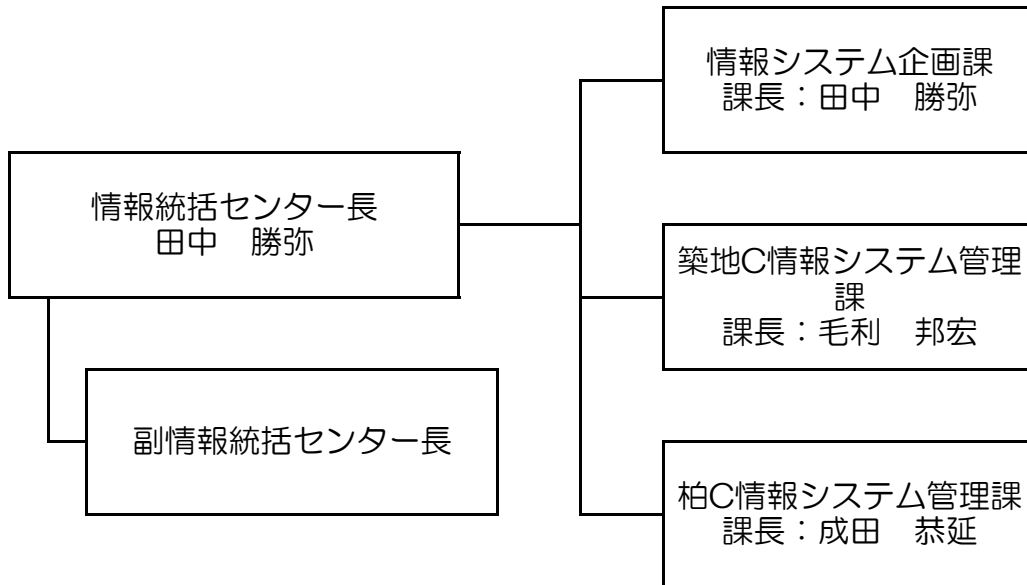 情報システム企画課
課長：田中　勝弥
情報統括センター長
田中　勝弥
築地C情報システム管理
課
課長：毛利　邦宏
副情報統括センター長
柏C情報システム管理課
課長：成田　恭延